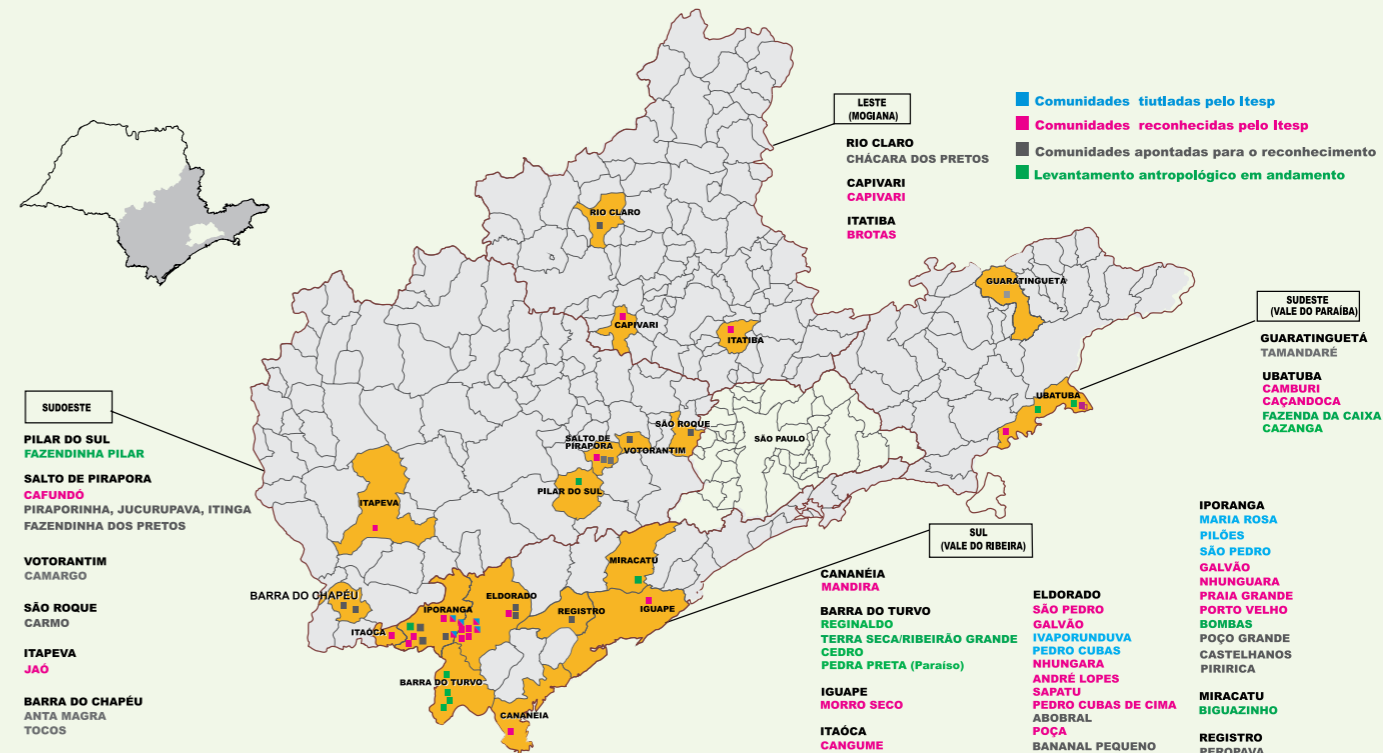 LESTE
(MOGIANA)
RIO CLARO
CHÁCARA DOS PRETOS
CAPIVARI
CAPIVARI
ITATIBA
BROTAS
Comunidades tiutladas pelo Itesp
Comunidades reconhecidas pelo Itesp
Comunidades apontadas para o reconhecimento
Levantamento antropológico em andamento
RIO CLARO
GUARATINGUETÁ
CAPIVARI
ITATIBA
UBATUBA
SÃO ROQUE
SÃO PAULO
SALTO DE
PIRAPORA
VOTORANTIM
PILAR DO SUL
ITAPEVA
MIRACATU
BARRA DO CHAPÉU
IPORANGA
ELDORADO
REGISTRO
IGUAPE
ITAÓCA
BARRA DO TURVO
CANANÉIA
SUDESTE
(VALE DO PARAÍBA)
GUARATINGUETÁ
TAMANDARÉ
UBATUBA
CAMBURI
CAÇANDOCA
FAZENDA DA CAIXA
CAZANGA
SUDOESTE
PILAR DO SUL
FAZENDINHA PILAR
SALTO DE PIRAPORA
CAFUNDÓ
PIRAPORINHA, JUCURUPAVA, ITINGA
FAZENDINHA DOS PRETOS
VOTORANTIM
CAMARGO
SÃO ROQUE
CARMO
ITAPEVA
JAÓ
BARRA DO CHAPÉU
ANTA MAGRA
TOCOS
SUL
(VALE DO RIBEIRA)
CANANÉIA
MANDIRA
BARRA DO TURVO
REGINALDO
TERRA SECA/RIBEIRÃO GRANDE
CEDRO
PEDRA PRETA (Paraíso)
IGUAPE
MORRO SECO
ITAÓCA
CANGUME
ELDORADO
SÃO PEDRO
GALVÃO
IVAPORUNDUVA
PEDRO CUBAS
NHUNGARA
ANDRÉ LOPES
SAPATU
PEDRO CUBAS DE CIMA
ABOBRAL
POÇA
BANANAL PEQUENO
IPORANGA
MARIA ROSA
PILÕES
SÃO PEDRO
GALVÃO
NHUNGUARA
PRAIA GRANDE
PORTO VELHO
BOMBAS
POÇO GRANDE
CASTELHANOS
PIRIRICA
MIRACATU
BIGUAZINHO
REGISTRO
PEROPAVA